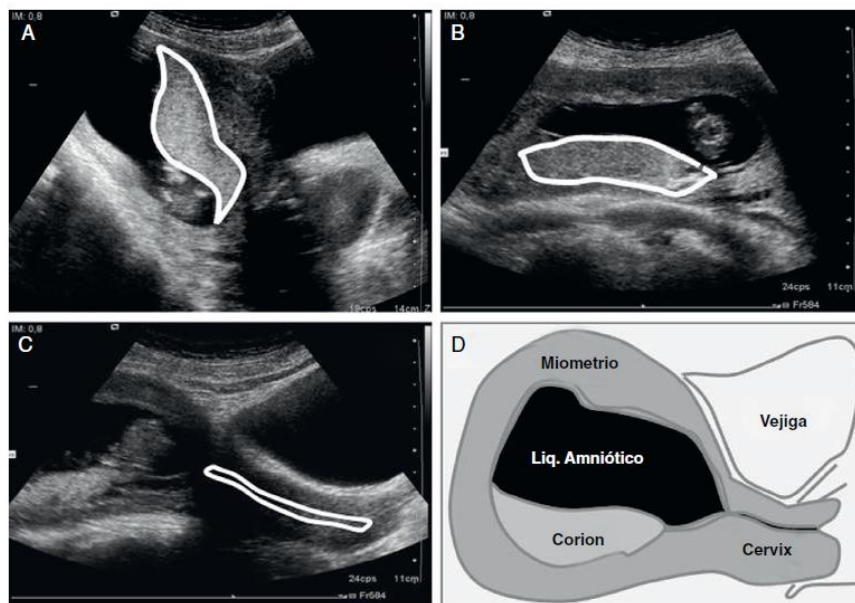 IM: 0,8
A
18cps
14cm
Z
IM: 0,8
B
24cps
11cm
Fr584
IM: 0,8
C
24cps
11cm
Fr584
D
Miometrio
Vejiga
Liq. Amniótico
Corion
Cervix